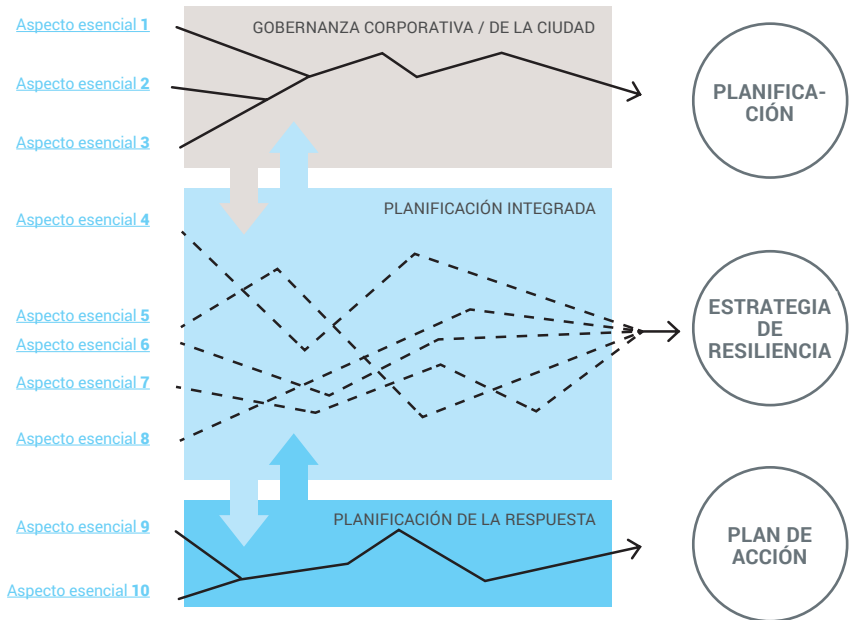 Aspecto esencial 1
Aspecto esencial 2
Aspecto esencial 3
GOBERNANZA CORPORATIVA / DE LA CIUDAD
PLANIFICA-
CIÓN
Aspecto esencial 4
Aspecto esencial 5
Aspecto esencial 6
Aspecto esencial 7
Aspecto esencial 8
PLANIFICACIÓN INTEGRADA
ESTRATEGIA
DE
RESILIENCIA
Aspecto esencial 9
Aspecto esencial 10
PLANIFICACIÓN DE LA RESPUESTA
PLAN DE
ACCIÓN